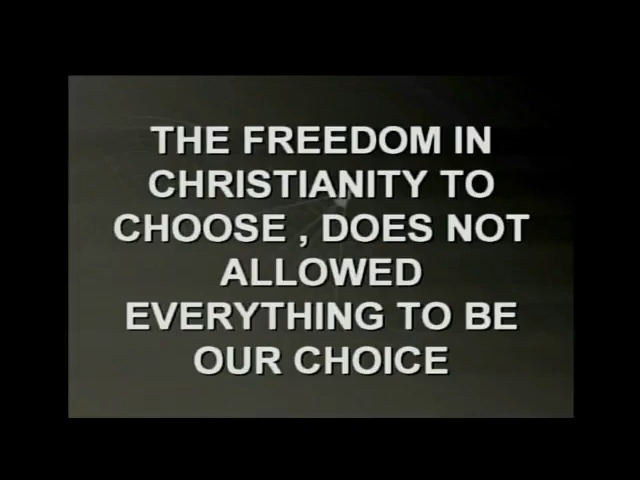 THE FREEDOM IN
CHRISTIANITY TO
CHOOSE , DOES NOT
ALLOWED
EVERYTHING TO BE
OUR CHOICE